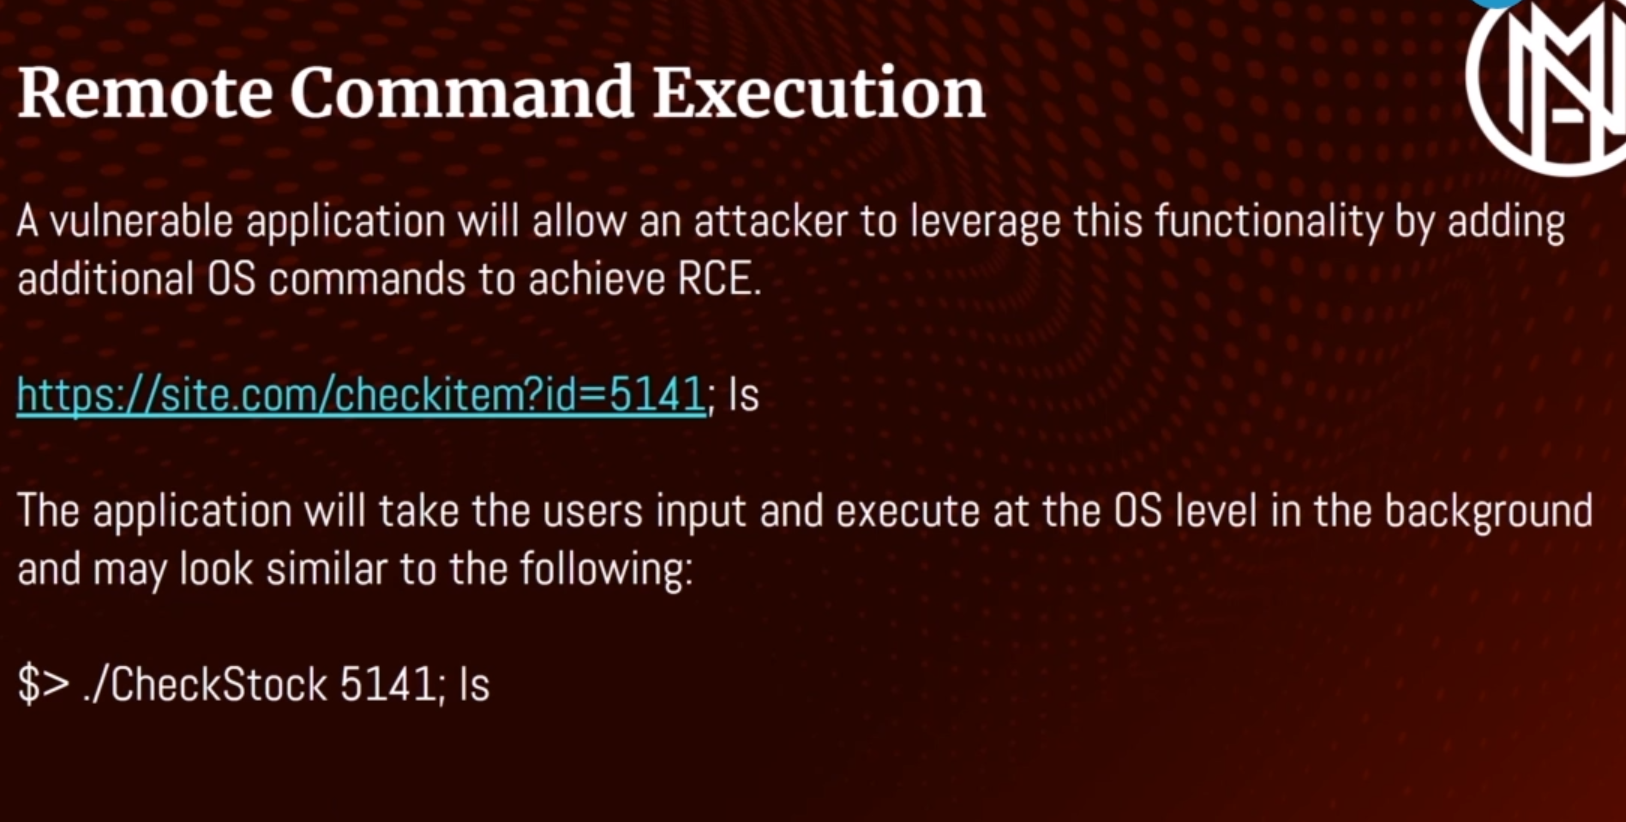 Remote Command Execution
A vulnerable application will allow an attacker to leverage this functionality by adding
additional OS commands to achieve RCE.
https://site.com/checkitem?id=5141; ls
The application will take the users input and execute at the OS level in the background
and may look similar to the following:
$> ./CheckStock 5141; ls